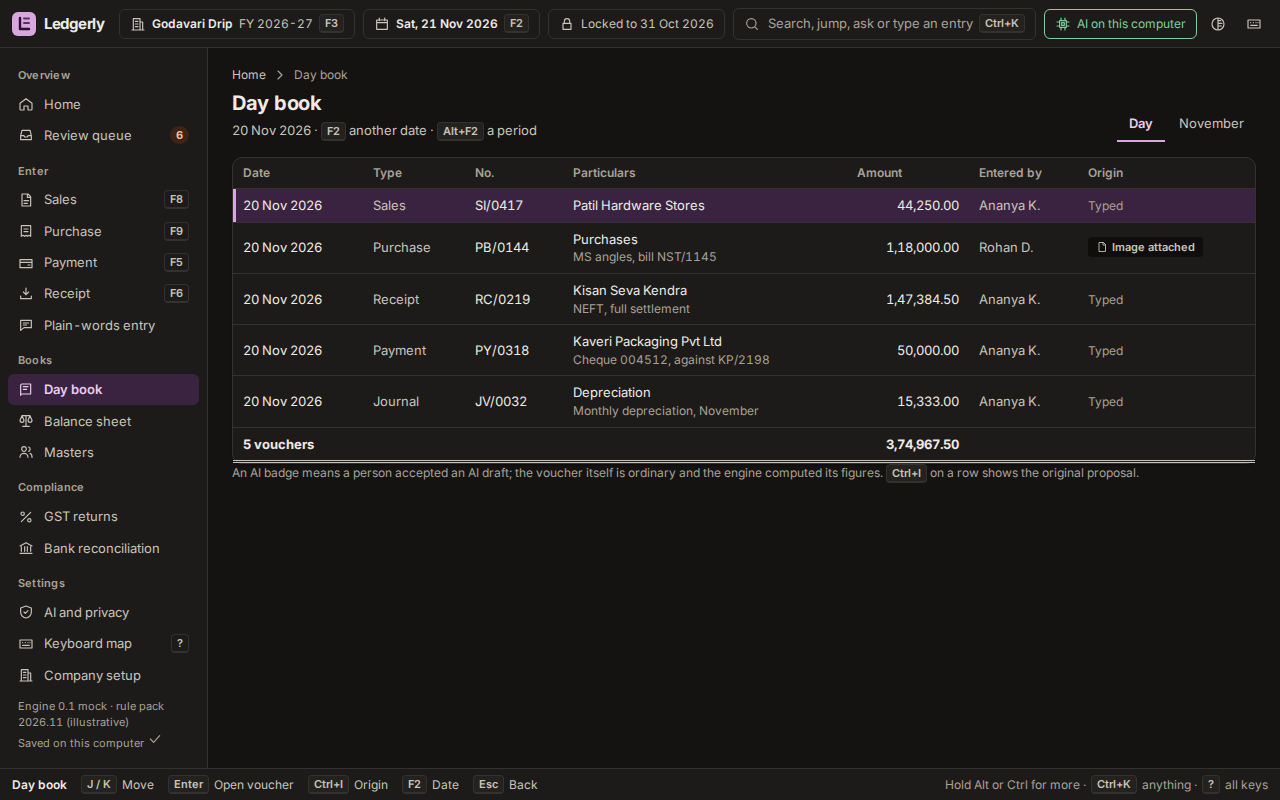 Ledgerly
Godavari Drip FY 2026-27 F3
Sat, 21 Nov 2026 F2
Locked to 31 Oct 2026
Search, jump, ask or type an entry Ctrl+K
AI on this computer
Overview
Home
Review queue 6
Enter
Sales F8
Purchase F9
Payment F5
Receipt F6
Plain-words entry
Books
Day book
Balance sheet
Masters
Compliance
GST returns
Bank reconciliation
Settings
AI and privacy
Keyboard map ?
Company setup
Engine 0.1 mock · rule pack
2026.11 (illustrative)
Saved on this computer
Home > Day book
Day book
20 Nov 2026 · F2 another date · Alt+F2 a period
Day November
Date Type No. Particulars Amount Entered by Origin
20 Nov 2026 Sales SI/0417 Patil Hardware Stores 44,250.00 Ananya K. Typed
20 Nov 2026 Purchase PB/0144 Purchases 1,18,000.00 Rohan D. Image attached
MS angles, bill NST/1145
20 Nov 2026 Receipt RC/0219 Kisan Seva Kendra 1,47,384.50 Ananya K. Typed
NEFT, full settlement
20 Nov 2026 Payment PY/0318 Kaveri Packaging Pvt Ltd 50,000.00 Ananya K. Typed
Cheque 004512, against KP/2198
20 Nov 2026 Journal JV/0032 Depreciation 15,333.00 Ananya K. Typed
Monthly depreciation, November
5 vouchers 3,74,967.50
An AI badge means a person accepted an AI draft; the voucher itself is ordinary and the engine computed its figures. Ctrl+I on a row shows the original proposal.
Day book J / K Move Enter Open voucher Ctrl+I Origin F2 Date Esc Back
Hold Alt or Ctrl for more · Ctrl+K anything · ? all keys